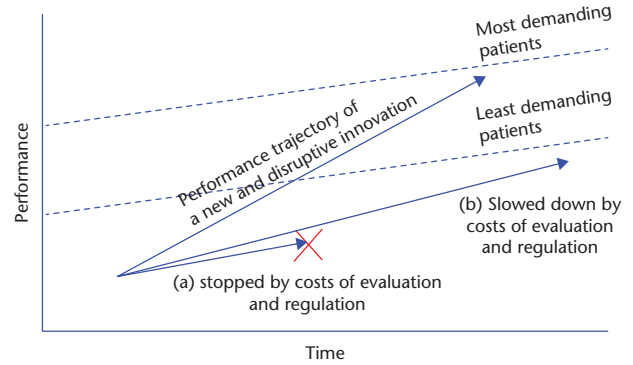 Most demanding
patients
Least demanding
patients
Performance trajectory of
a new and disruptive innovation
Performance
(b) Slowed down by
costs of evaluation
and regulation
(a) stopped by costs of evaluation
and regulation
Time